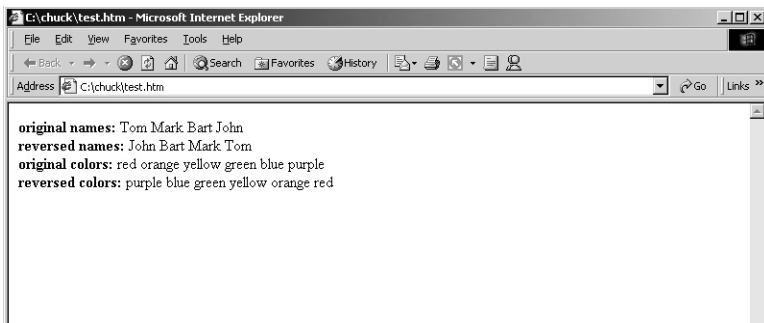 C:\chuck\test.htm - Microsoft Internet Explorer
File Edit View Favorites Tools Help
Back Search Favorites History
Address C:\chuck\test.htm Go Links »
original names: Tom Mark Bart John
reversed names: John Bart Mark Tom
original colors: red orange yellow green blue purple
reversed colors: purple blue green yellow orange red